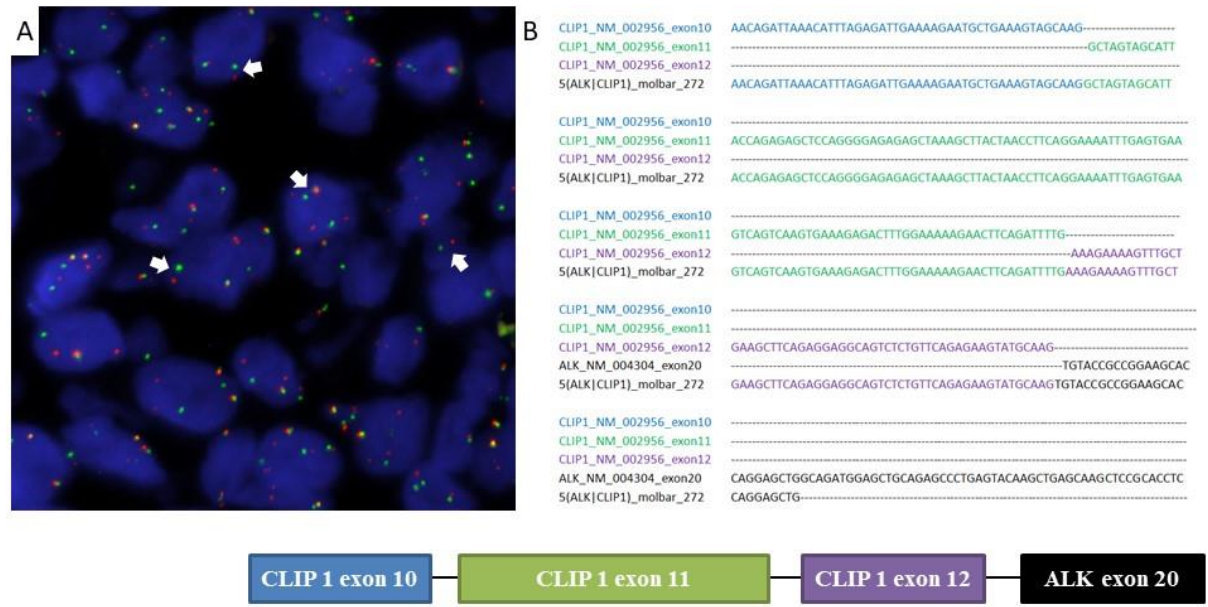 A
B
CLIP1_NM_002956_exon10 AACAGATTAAACATTTAGAGATTGAAAAGAATGCTGAAAGTAGCAAG----------------------
CLIP1_NM_002956_exon11 ----------------------GCTAGTAGCATT
CLIP1_NM_002956_exon12 ----------------------
5(ALK|CLIP1)_molbar_272 AACAGATTAAACATTTAGAGATTGAAAAGAATGCTGAAAGTAGCAAGGCTAGTAGCATT
CLIP1_NM_002956_exon10 ----------------------
CLIP1_NM_002956_exon11 ACCAGAGAGCTCCAGGGGAGAGAGCTAAAGCTTACTAACCTTCAGGAAAATTTGAGTGAA
CLIP1_NM_002956_exon12 ----------------------
5(ALK|CLIP1)_molbar_272 ACCAGAGAGCTCCAGGGGAGAGAGCTAAAGCTTACTAACCTTCAGGAAAATTTGAGTGAA
CLIP1_NM_002956_exon10 ----------------------
CLIP1_NM_002956_exon11 GTCAGTCAAGTGAAAGAGACTTTGGAAAAAGAACTTCAGATTTTG----------------------
CLIP1_NM_002956_exon12 ----------------------AAAGAAAAGTTTGCT
5(ALK|CLIP1)_molbar_272 GTCAGTCAAGTGAAAGAGACTTTGGAAAAAGAACTTCAGATTTTGAAAGAAAAGTTTGCT
CLIP1_NM_002956_exon10 ----------------------
CLIP1_NM_002956_exon11 ----------------------
CLIP1_NM_002956_exon12 GAAGCTTCAGAGGAGGCAGTCTCTGTTCAGAGAAGTATGCAAG----------------------
ALK_NM_004304_exon20 ----------------------TGTACCGCCGGAAGCAC
5(ALK|CLIP1)_molbar_272 GAAGCTTCAGAGGAGGCAGTCTCTGTTCAGAGAAGTATGCAAGTGTACCGCCGGAAGCAC
CLIP1_NM_002956_exon10 ----------------------
CLIP1_NM_002956_exon11 ----------------------
CLIP1_NM_002956_exon12 ----------------------
ALK_NM_004304_exon20 CAGGAGCTGGCAGATGGAGCTGCAGAGCCCTGAGTACAAGCTGAGCAAGCTCCGCACCTC
5(ALK|CLIP1)_molbar_272 CAGGAGCTG----------------------
CLIP 1 exon 10 CLIP 1 exon 11 CLIP 1 exon 12 ALK exon 20